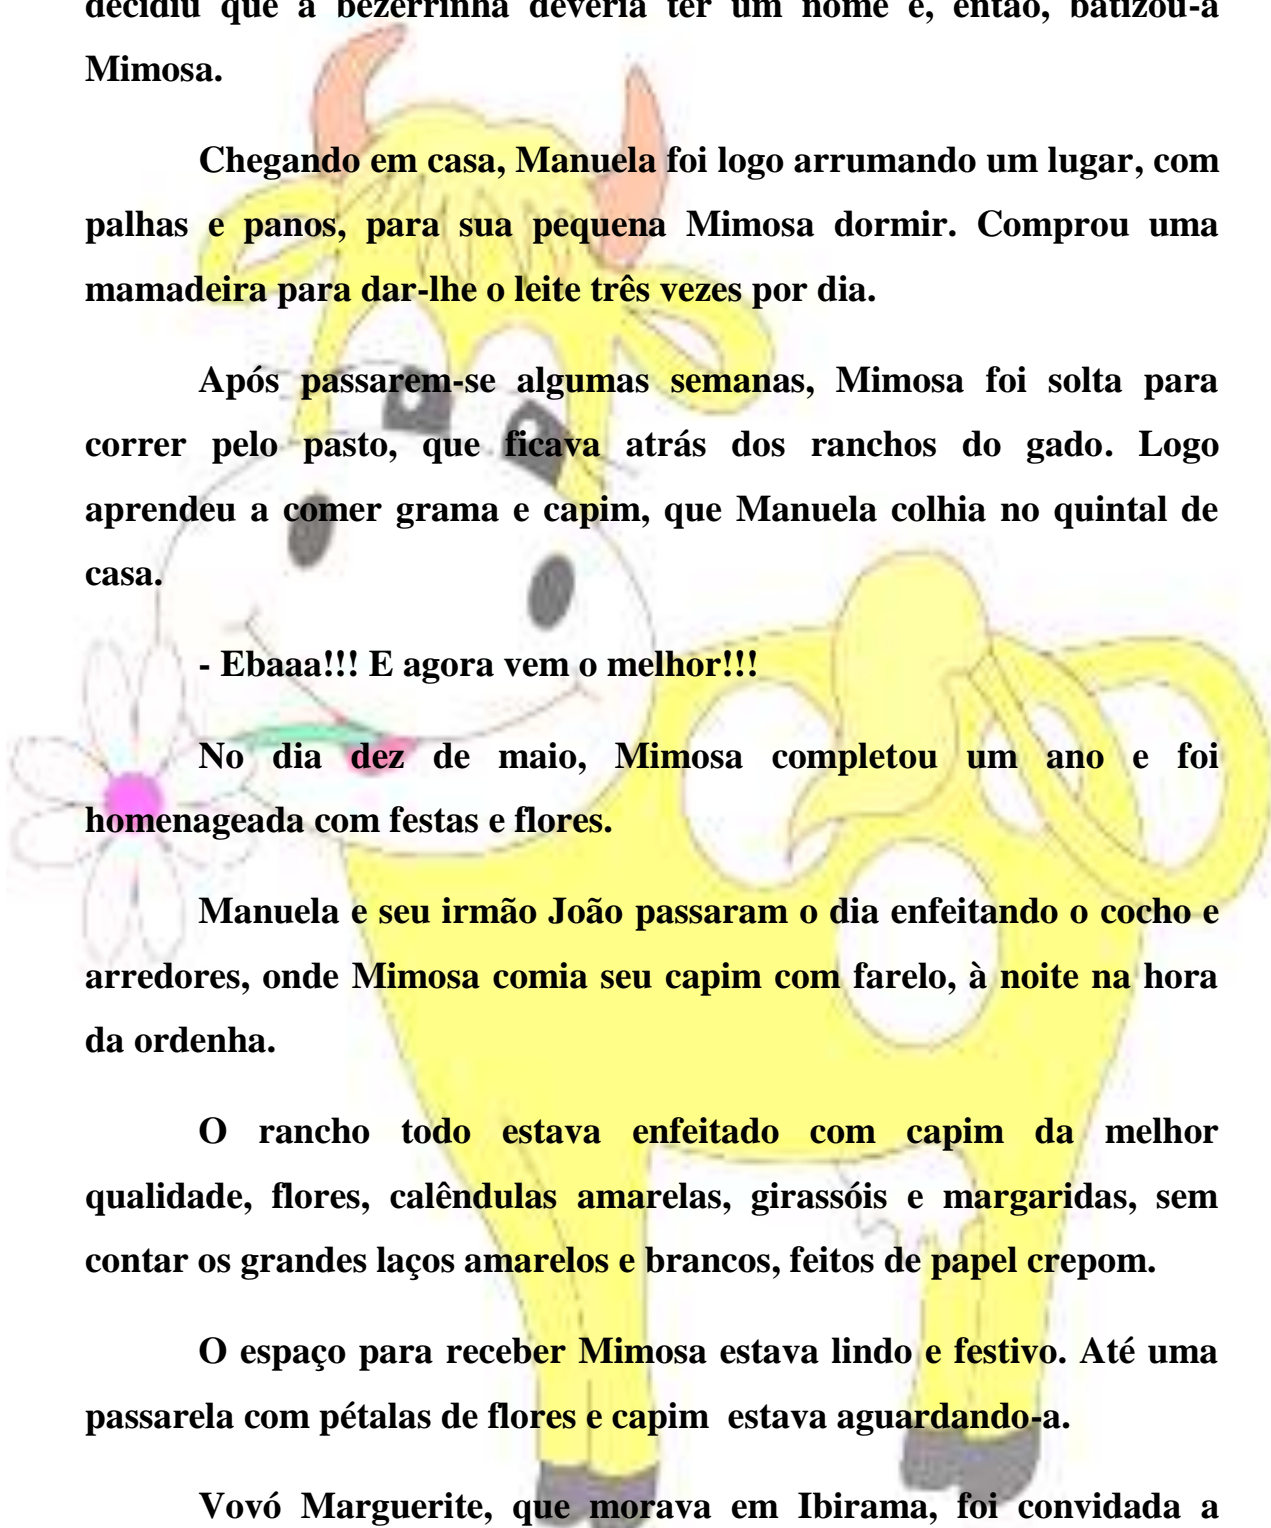 decidiu que a bezerrinha deveria ter um nome e, então, batizou-a
Mimosa.
Chegando em casa, Manuela foi logo arrumando um lugar, com
palhas e panos, para sua pequena Mimosa dormir. Comprou uma
mamadeira para dar-lhe o leite três vezes por dia.
Após passarem-se algumas semanas, Mimosa foi solta para
correr pelo pasto, que ficava atrás dos ranchos do gado. Logo
aprendeu a comer grama e capim, que Manuela colhia no quintal de
casa.
- Ebaaa!!! E agora vem o melhor!!!
No dia dez de maio, Mimosa completou um ano e foi
homenageada com festas e flores.
Manuela e seu irmão João passaram o dia enfeitando o cocho e
arredores, onde Mimosa comia seu capim com farelo, à noite na hora
da ordenha.
O rancho todo estava enfeitado com capim da melhor
qualidade, flores, calêndulas amarelas, girassóis e margaridas, sem
contar os grandes laços amarelos e brancos, feitos de papel crepom.
O espaço para receber Mimosa estava lindo e festivo. Até uma
passarela com pétalas de flores e capim estava aguardando-a.
Vovó Marguerite, que morava em Ibirama, foi convidada a